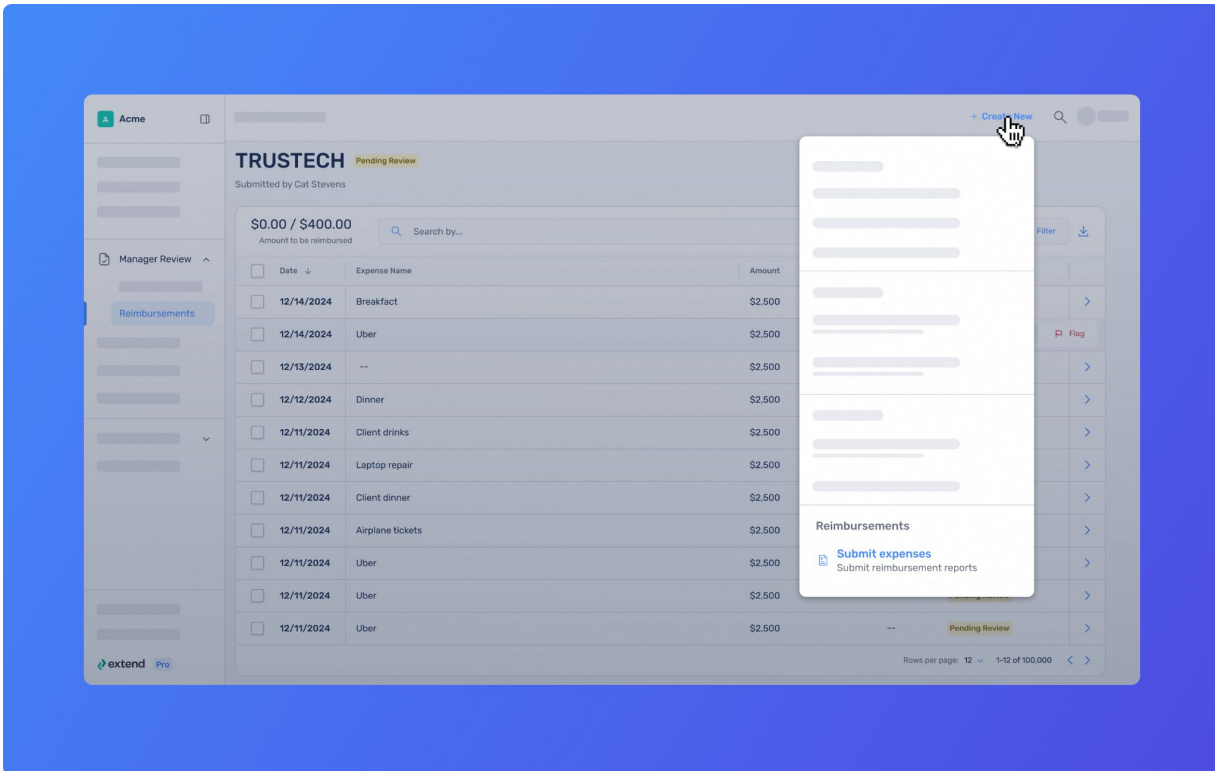 A Acme
+ Create New
TRUSTECH Pending Review
Submitted by Cat Stevens
$0.00 / $400.00
Amount to be reimbursed
Search by...
Filter
Manager Review
Reimbursements
Date ↓ Expense Name Amount
12/14/2024 Breakfact $2,500
12/14/2024 Uber $2,500 Flag
12/13/2024 -- $2,500
12/12/2024 Dinner $2,500
12/11/2024 Client drinks $2,500
12/11/2024 Laptop repair $2,500
12/11/2024 Client dinner $2,500
12/11/2024 Airplane tickets $2,500
12/11/2024 Uber $2,500
12/11/2024 Uber $2,500
12/11/2024 Uber $2,500 -- Pending Review
Reimbursements
Submit expenses
Submit reimbursement reports
Rows per page: 12 1-12 of 100,000
extend Pro